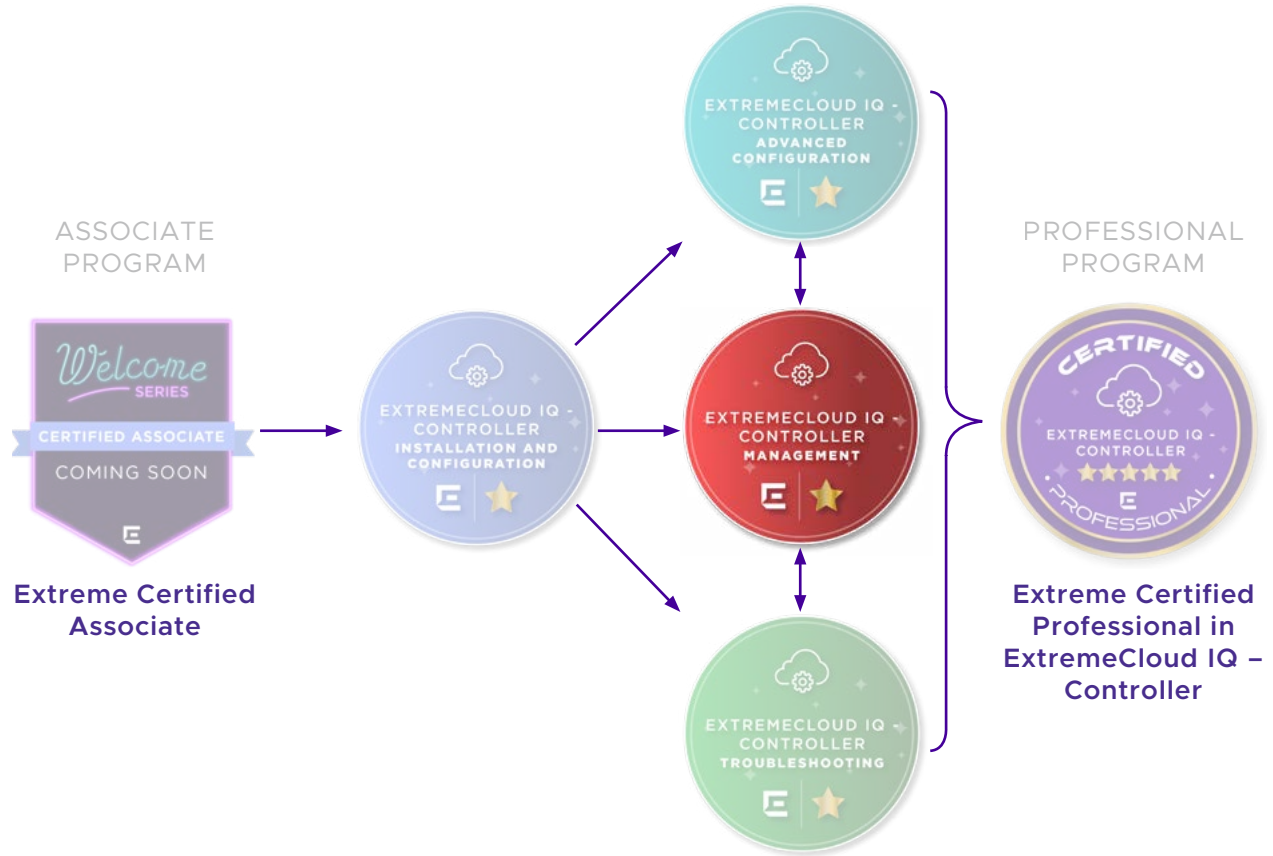 ASSOCIATE
PROGRAM
Welcome
SERIES
CERTIFIED ASSOCIATE
COMING SOON
Extreme Certified
Associate
EXTREMECLOUD IQ -
CONTROLLER
INSTALLATION AND
CONFIGURATION
EXTREMECLOUD IQ -
CONTROLLER
ADVANCED
CONFIGURATION
EXTREMECLOUD IQ -
CONTROLLER
MANAGEMENT
EXTREMECLOUD IQ -
CONTROLLER
TROUBLESHOOTING
PROFESSIONAL
PROGRAM
CERTIFIED
EXTREMECLOUD IQ -
CONTROLLER
PROFESSIONAL
Extreme Certified
Professional in
ExtremeCloud IQ –
Controller